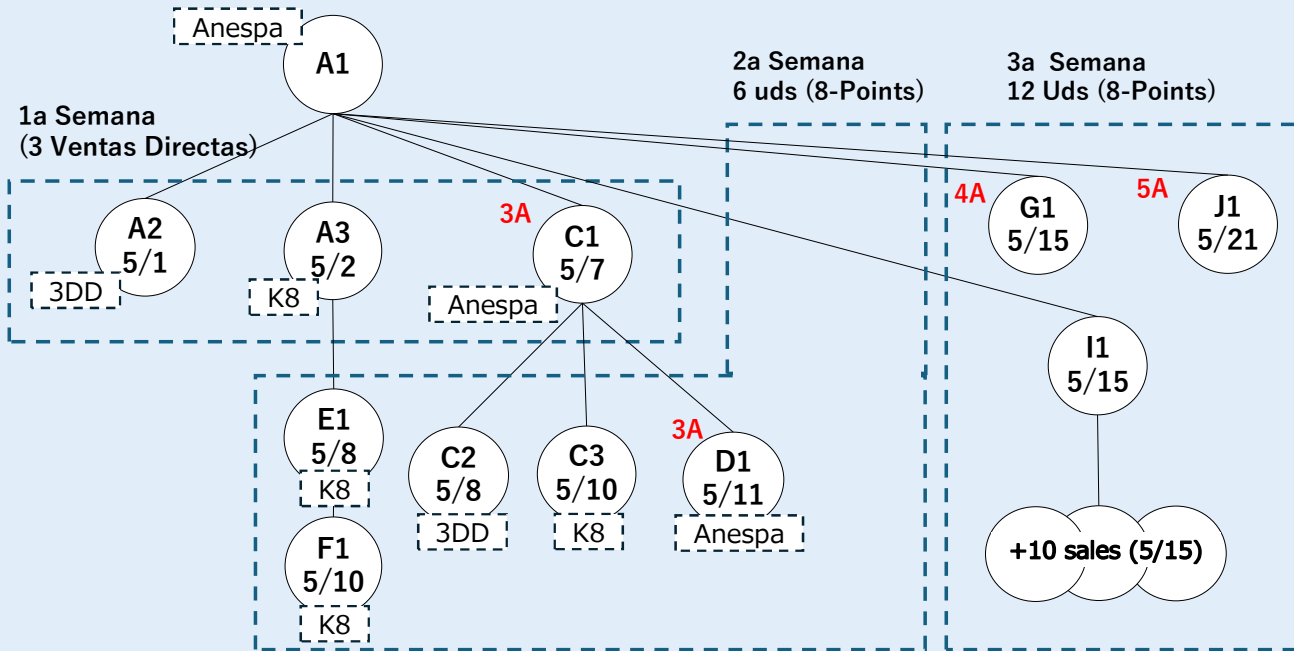 Anespa
A1
2a Semana
6 uds (8-Points)
3a  Semana
12 Uds (8-Points)
1a Semana
(3 Ventas Directas)
A2
5/1
3DD
A3
5/2
K8
3A
C1
5/7
Anespa
4A
G1
5/15
5A
J1
5/21
I1
5/15
E1
5/8
K8
C2
5/8
3DD
C3
5/10
K8
3A
D1
5/11
Anespa
F1
5/10
K8
+10 sales (5/15)